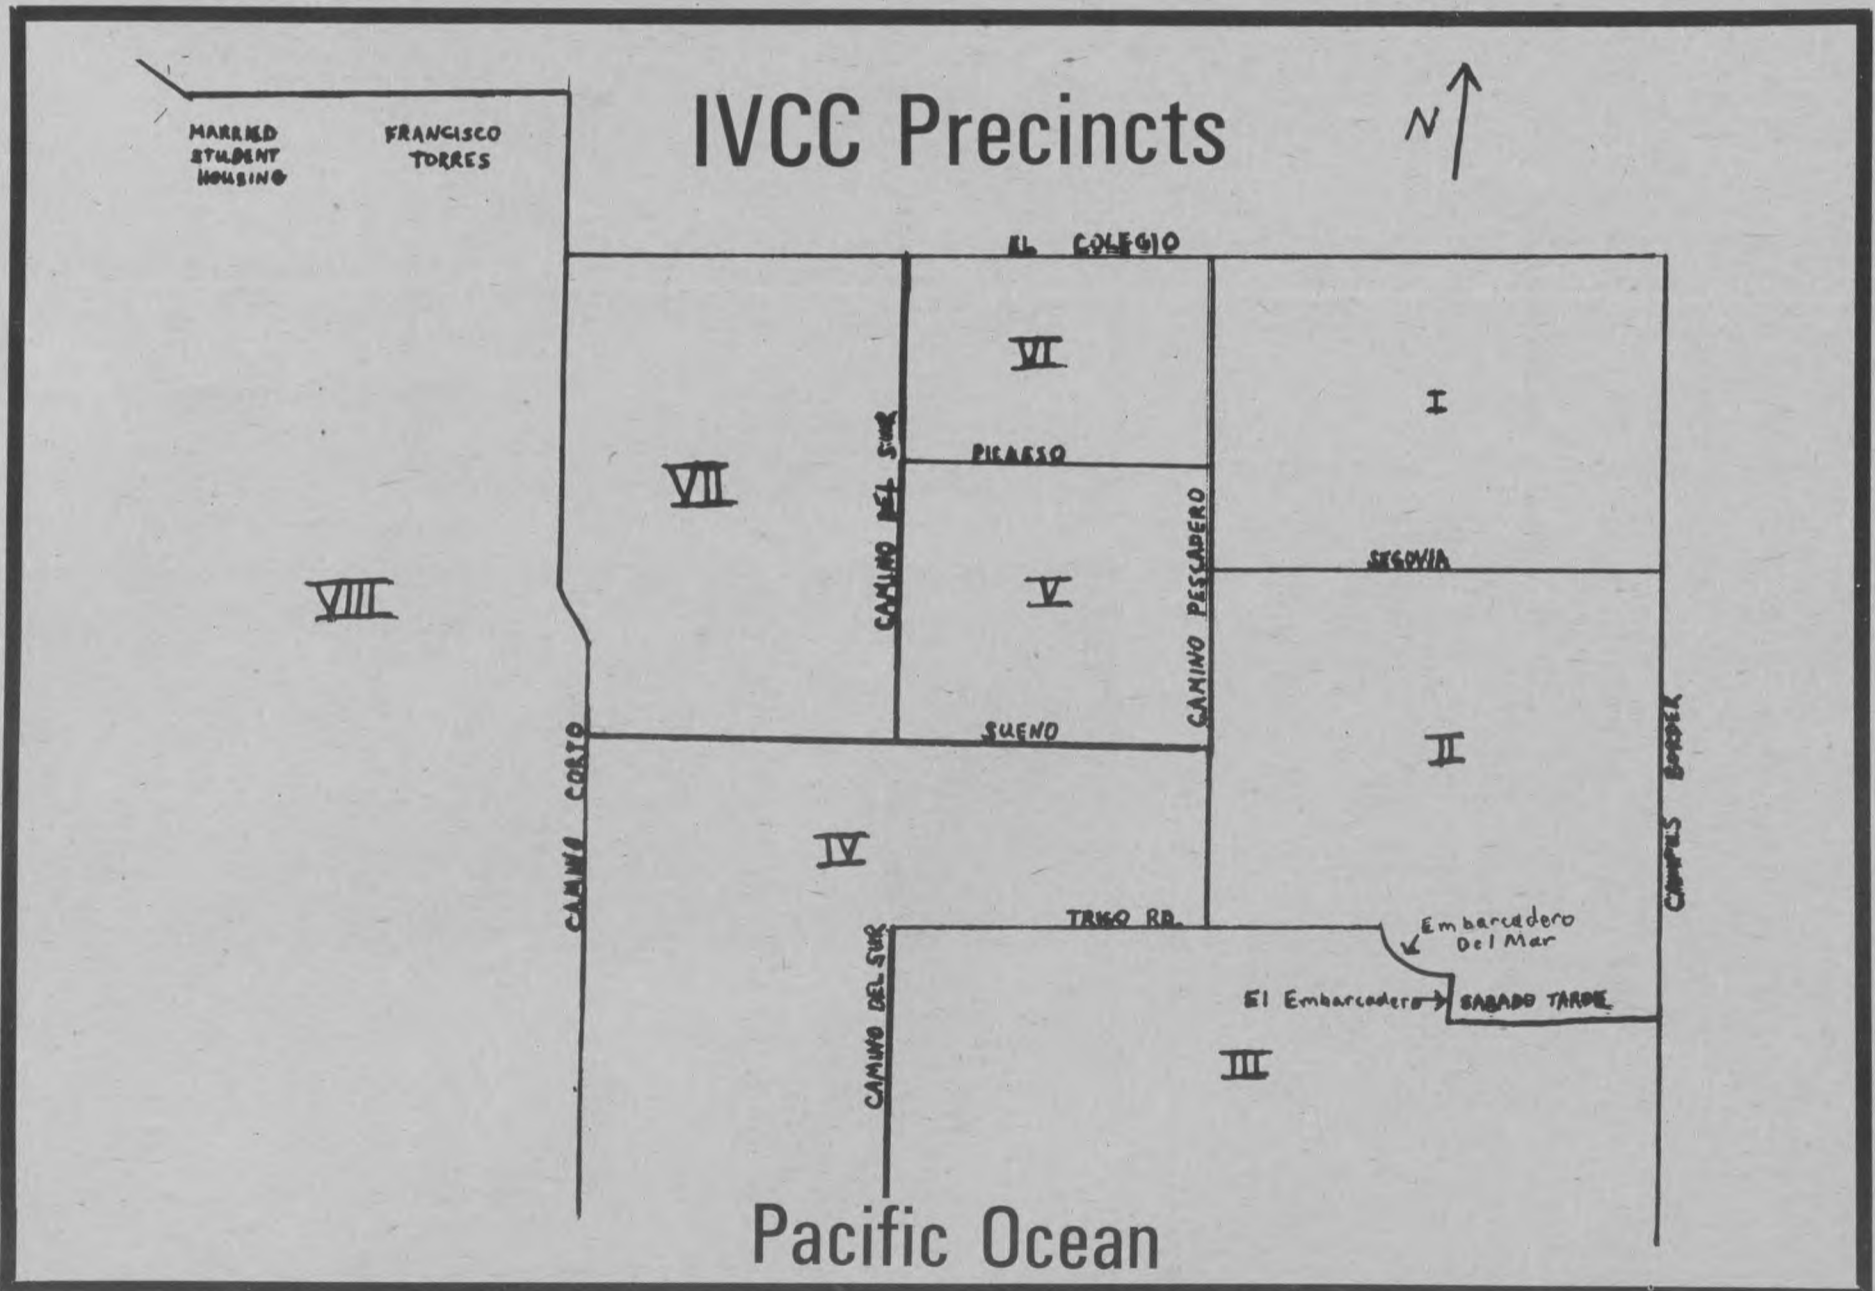 IVCC Precincts
N
MARRIED
STUDENT
HOUSING
FRANCISCO
TORRES
EL COLEGIO
VI
I
CAMINO DEL SUR
PICASSO
VII
CAMINO PESCADERO
SEGOVIA
VIII
V
CAMINO CORTO
SUENO
II
CAMPUS BORDER
IV
TRIGO RD.
Embarcadero
Del Mar
CAMINO DEL SUR
El Embarcadero
SABADO TARDE
III
Pacific Ocean